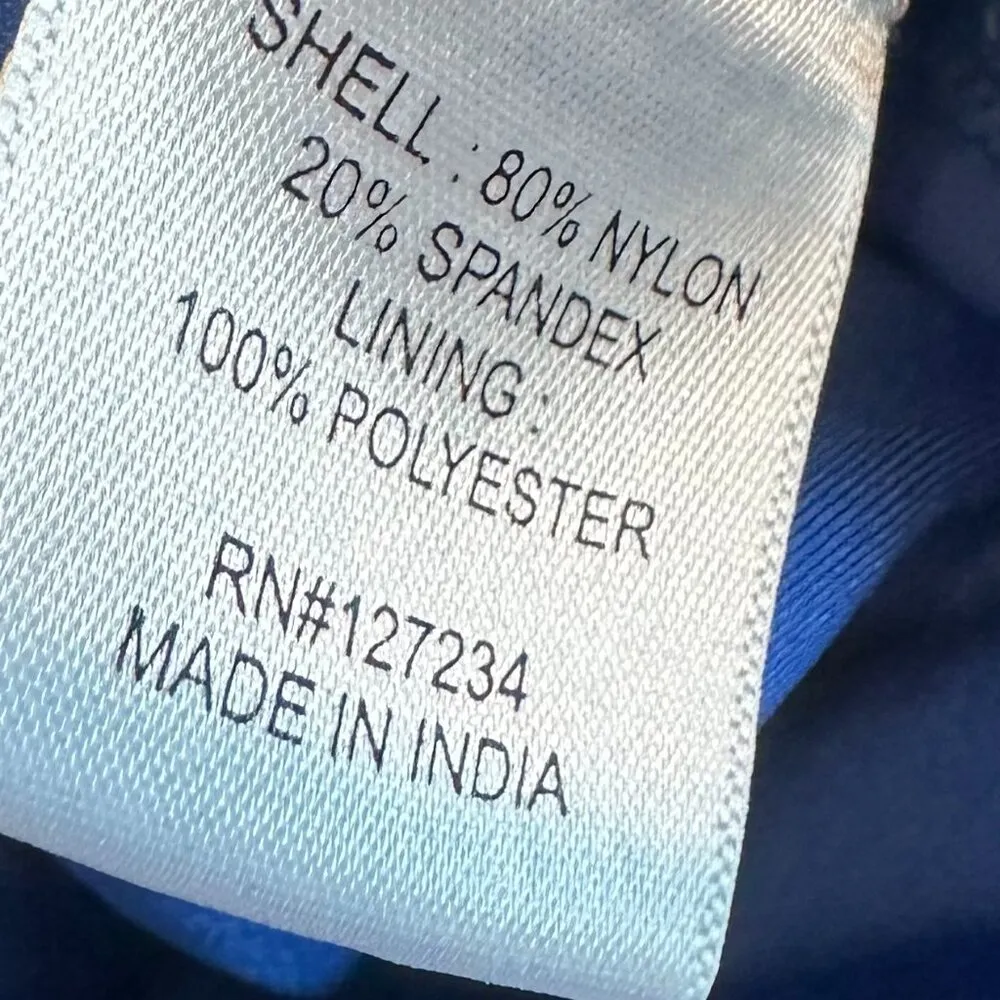 SHELL : 80% NYLON
20% SPANDEX
LINING :
100% POLYESTER
RN#127234
MADE IN INDIA